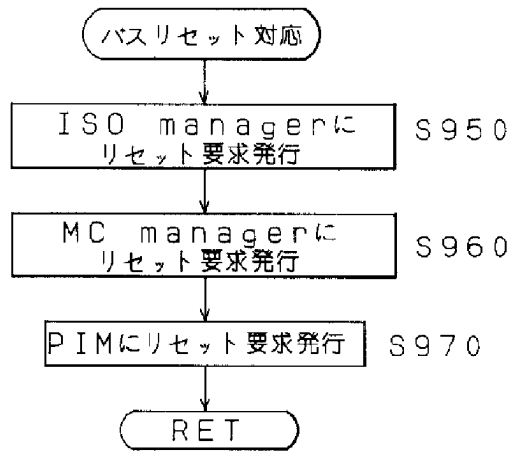 バスリセット対応
ISO managerに
リセット要求発行
S950
MC managerに
リセット要求発行
S960
PIMにリセット要求発行
S970
RET